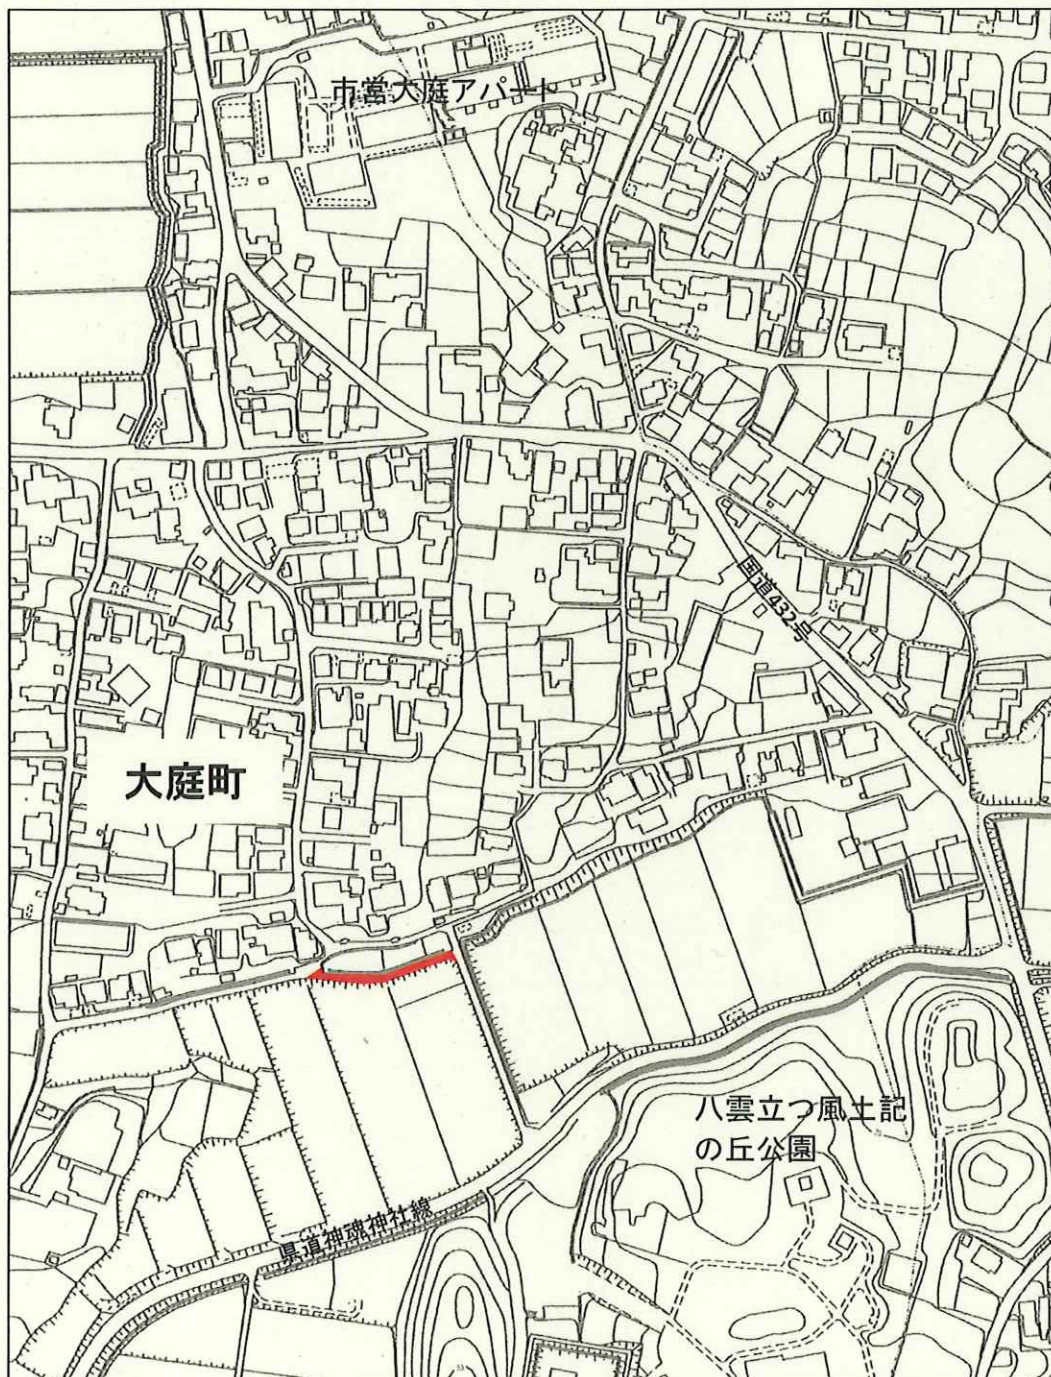 市営大庭アパート
国道432号
大庭町
八雲立つ風土記
の丘公園
県道神魂神社線